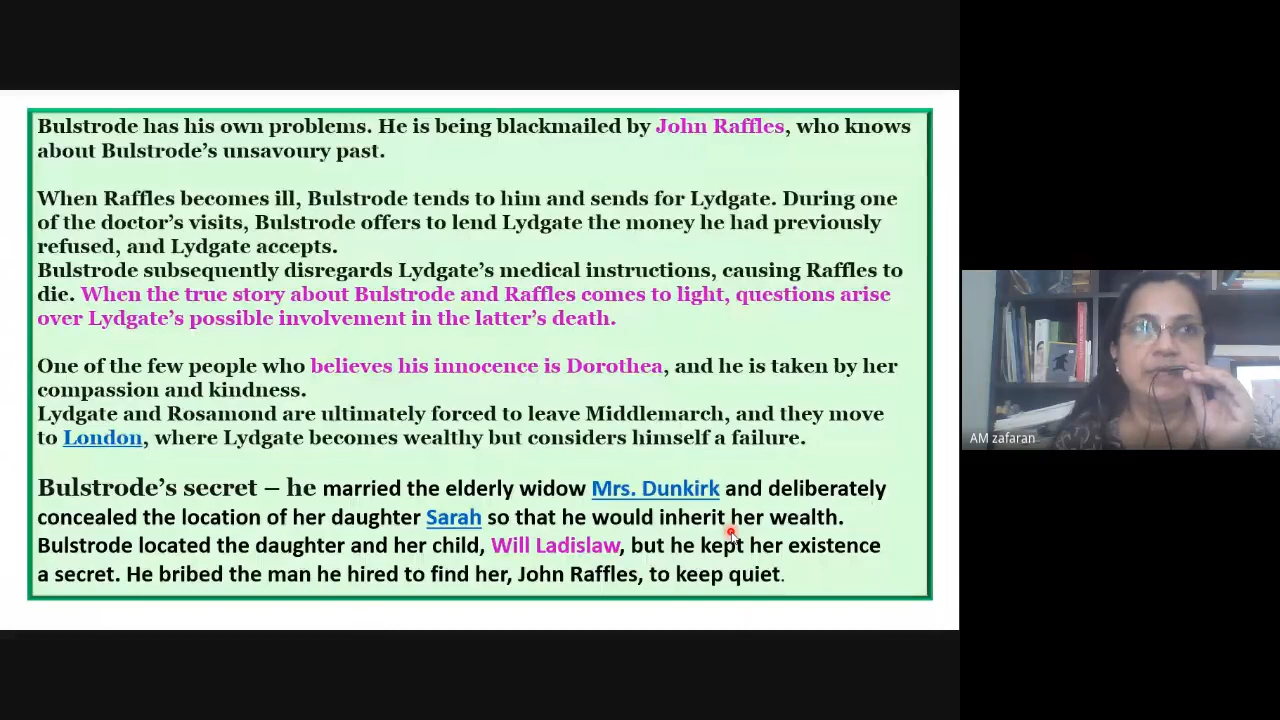 Bulstrode has his own problems. He is being blackmailed by John Raffles, who knows
about Bulstrode’s unsavoury past.
When Raffles becomes ill, Bulstrode tends to him and sends for Lydgate. During one
of the doctor’s visits, Bulstrode offers to lend Lydgate the money he had previously
refused, and Lydgate accepts.
Bulstrode subsequently disregards Lydgate’s medical instructions, causing Raffles to
die. When the true story about Bulstrode and Raffles comes to light, questions arise
over Lydgate’s possible involvement in the latter’s death.
One of the few people who believes his innocence is Dorothea, and he is taken by her
compassion and kindness.
Lydgate and Rosamond are ultimately forced to leave Middlemarch, and they move
to London, where Lydgate becomes wealthy but considers himself a failure.
Bulstrode’s secret – he married the elderly widow Mrs. Dunkirk and deliberately
concealed the location of her daughter Sarah so that he would inherit her wealth.
Bulstrode located the daughter and her child, Will Ladislaw, but he kept her existence
a secret. He bribed the man he hired to find her, John Raffles, to keep quiet.
AM zafaran